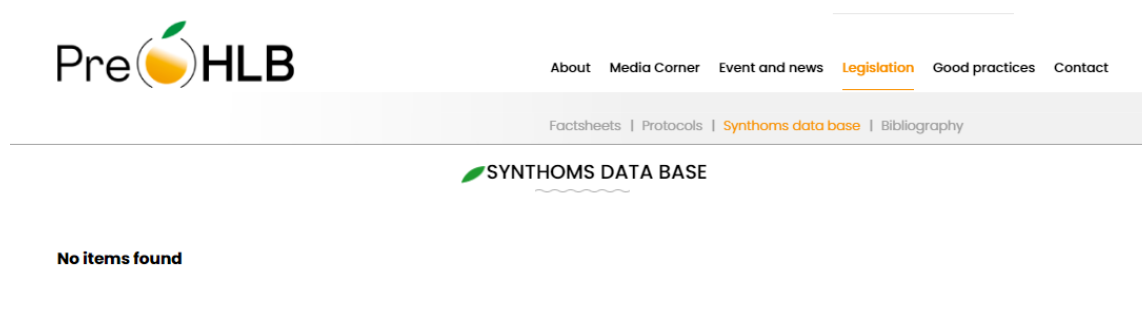 Pre HLB
About Media Corner Event and news Legislation Good practices Contact
Factsheets | Protocols | Synthoms data base | Bibliography
SYNTHOMS DATA BASE
No items found